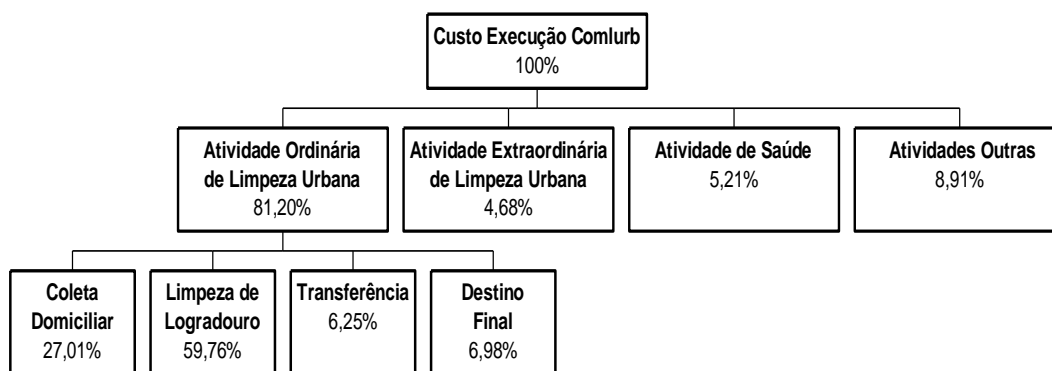 Custo Execução Comlurb
100%
Atividade Ordinária
de Limpeza Urbana
81,20%
Atividade Extraordinária
de Limpeza Urbana
4,68%
Atividade de Saúde
5,21%
Atividades Outras
8,91%
Coleta
Domiciliar
27,01%
Limpeza de
Logradouro
59,76%
Transferência
6,25%
Destino
Final
6,98%